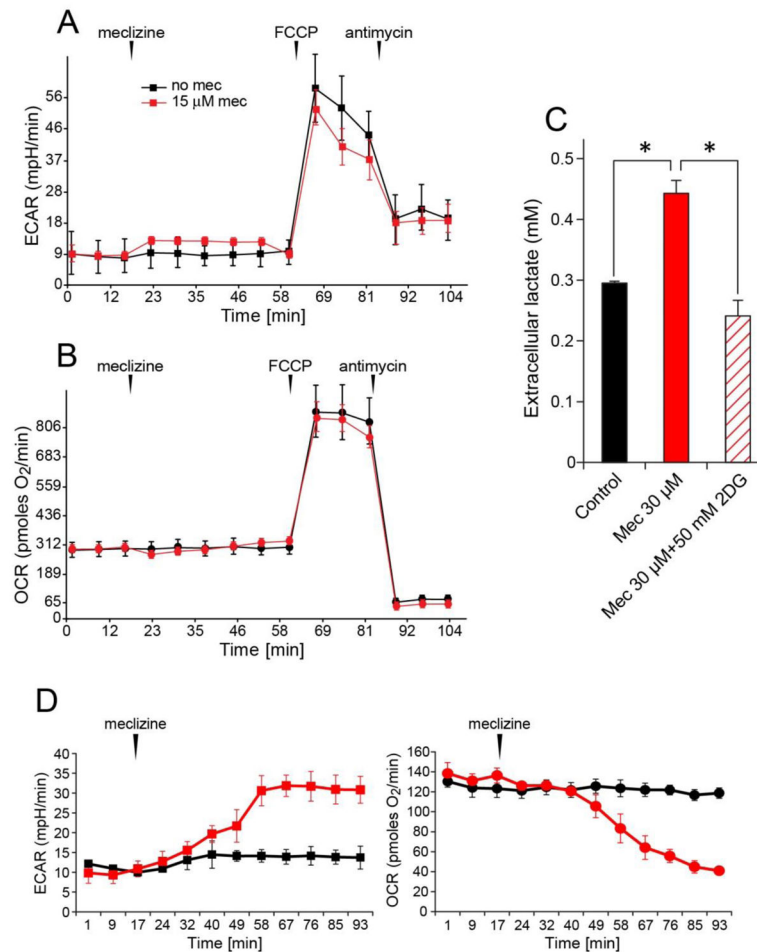 A
meclizine FCCP antimycin
no mec
15 μM mec
ECAR (mpH/min)
56
46
37
28
18
9
0
0 12 23 35 46 58 69 81 92 104
Time [min]
B
meclizine FCCP antimycin
OCR (pmoles O2/min)
806
683
559
436
312
189
65
0
0 12 23 35 46 58 69 81 92 104
Time [min]
C
* *
Extracellular lactate (mM)
0.5
0.4
0.3
0.2
0.1
0
Control
Mec 30 μM
Mec 30 μM+50 mM 2DG
D
meclizine
ECAR (mpH/min)
40
35
30
25
20
15
10
5
0
1 9 17 24 32 40 49 58 67 76 85 93
Time [min]
meclizine
OCR (pmoles O2/min)
160
140
120
100
80
60
40
20
0
1 9 17 24 32 40 49 58 67 76 85 93
Time [min]